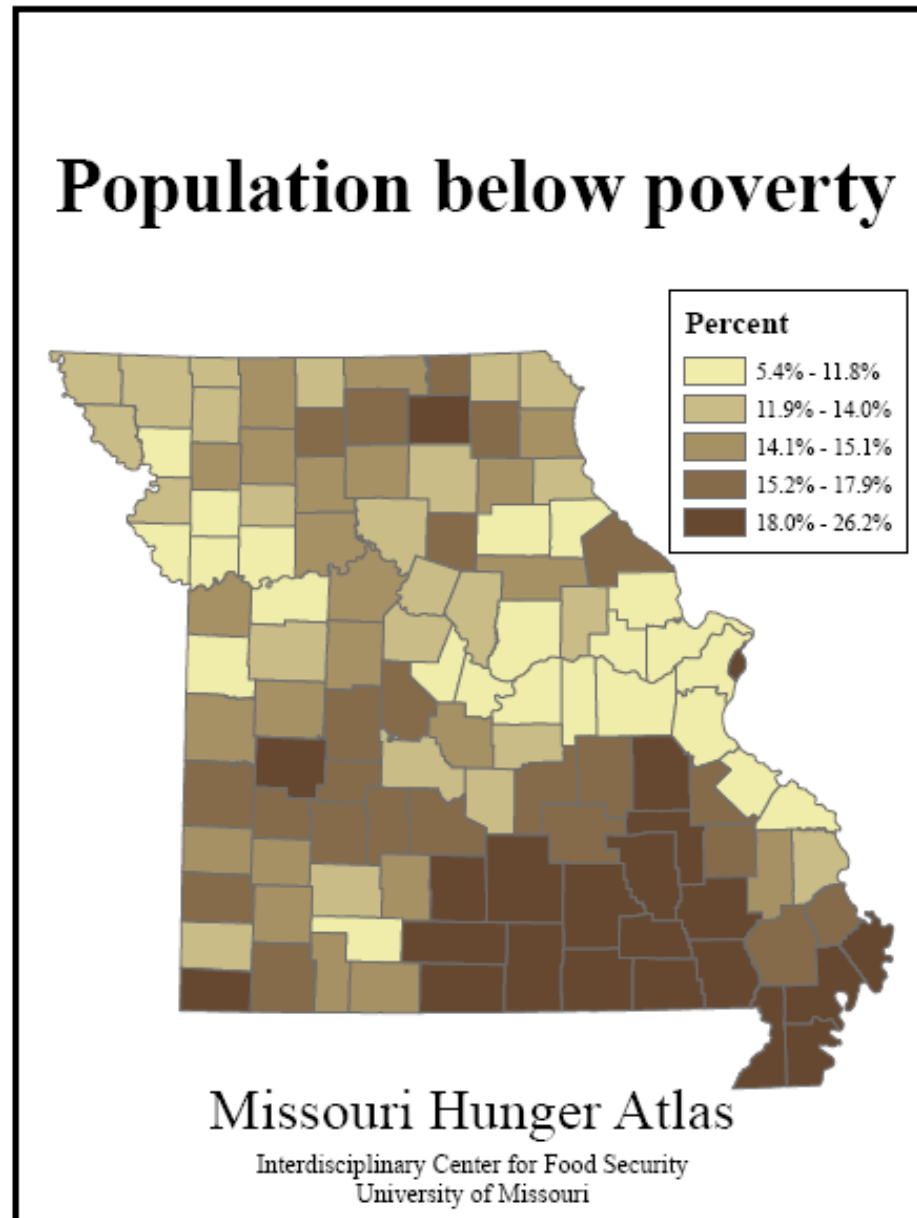 Population below poverty
Percent
5.4% - 11.8%
11.9% - 14.0%
14.1% - 15.1%
15.2% - 17.9%
18.0% - 26.2%
Missouri Hunger Atlas
Interdisciplinary Center for Food Security
University of Missouri